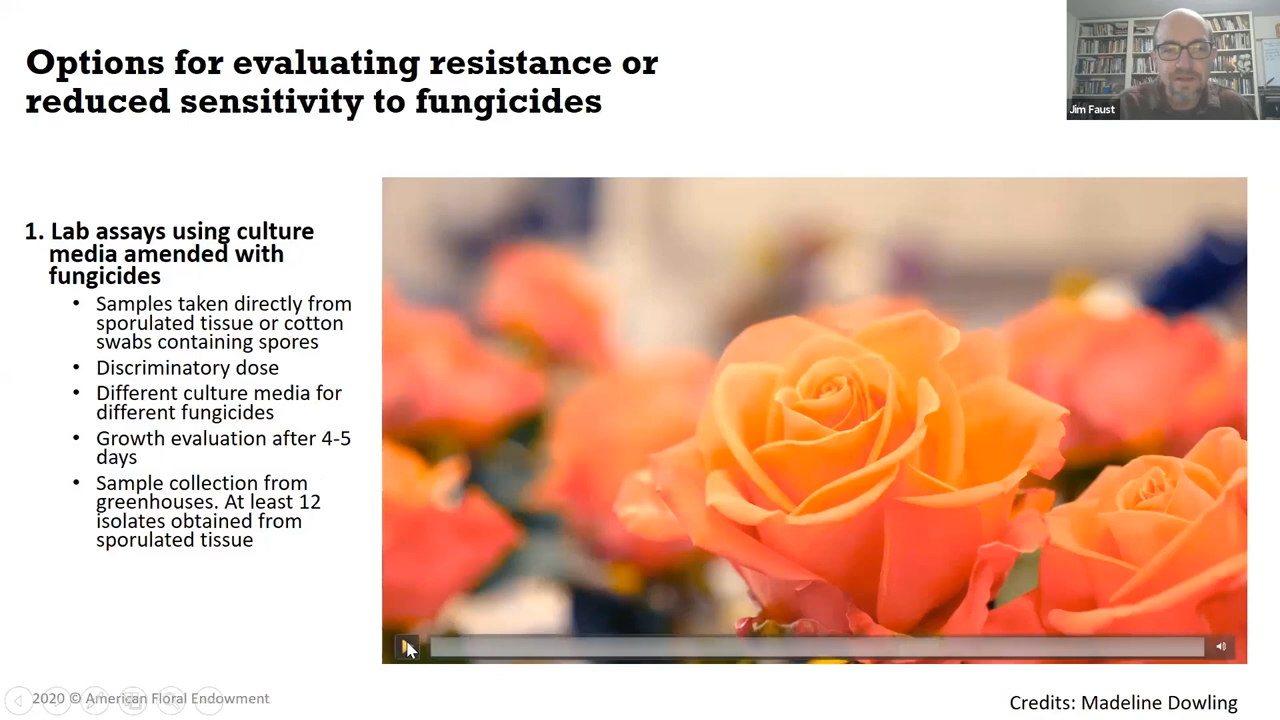 Options for evaluating resistance or
reduced sensitivity to fungicides
Jim Faust
1. Lab assays using culture
media amended with
fungicides
• Samples taken directly from
sporulated tissue or cotton
swabs containing spores
• Discriminatory dose
• Different culture media for
different fungicides
• Growth evaluation after 4-5
days
• Sample collection from
greenhouses. At least 12
isolates obtained from
sporulated tissue
2020 © American Floral Endowment
Credits: Madeline Dowling